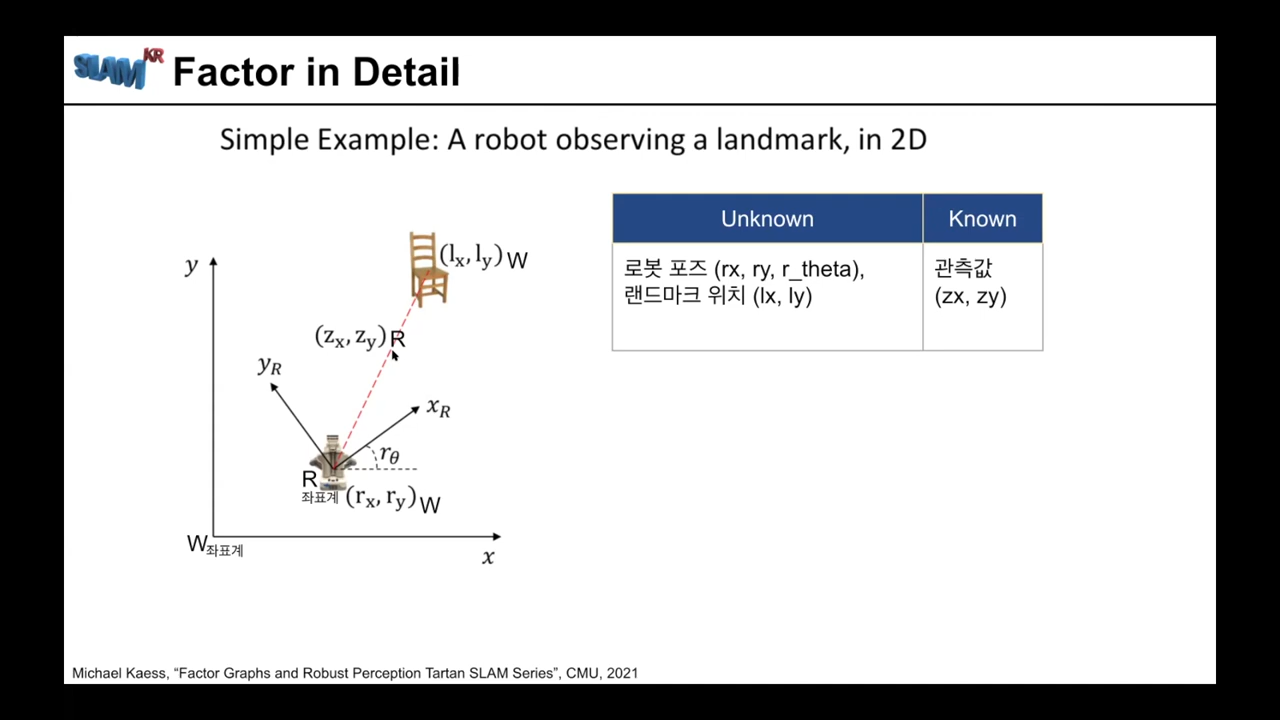 SLAM KR
Factor in Detail
Simple Example: A robot observing a landmark, in 2D
Unknown
Known
로봇 포즈 (rx, ry, r_theta),
랜드마크 위치 (lx, ly)
관측값
(zx, zy)
y
(lx, ly) W
(zx, zy) R
yR
xR
rθ
R
좌표계
(rx, ry) W
W좌표계
x
Michael Kaess, “Factor Graphs and Robust Perception Tartan SLAM Series”, CMU, 2021